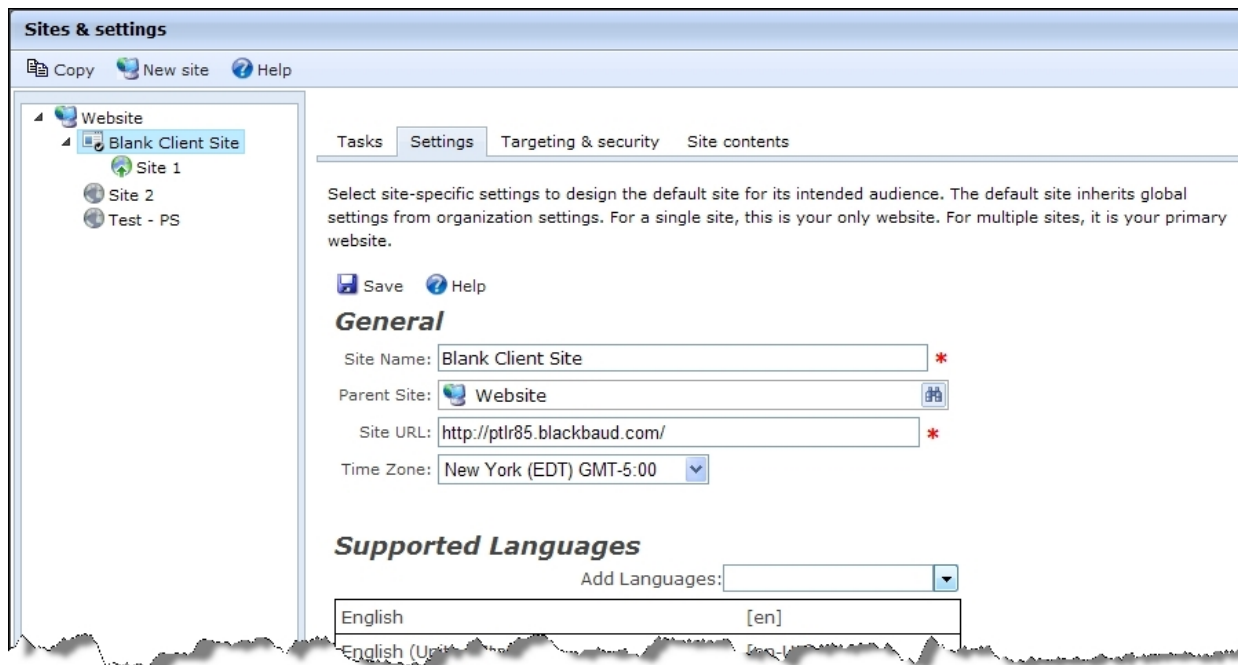 Sites & settings
Copy New site Help
Website
Blank Client Site
Site 1
Site 2
Test - PS
Tasks Settings Targeting & security Site contents
Select site-specific settings to design the default site for its intended audience. The default site inherits global
settings from organization settings. For a single site, this is your only website. For multiple sites, it is your primary
website.
Save Help
General
Site Name: Blank Client Site *
Parent Site: Website
Site URL: http://ptlr85.blackbaud.com/ *
Time Zone: New York (EDT) GMT-5:00
Supported Languages
Add Languages:
English [en]
English